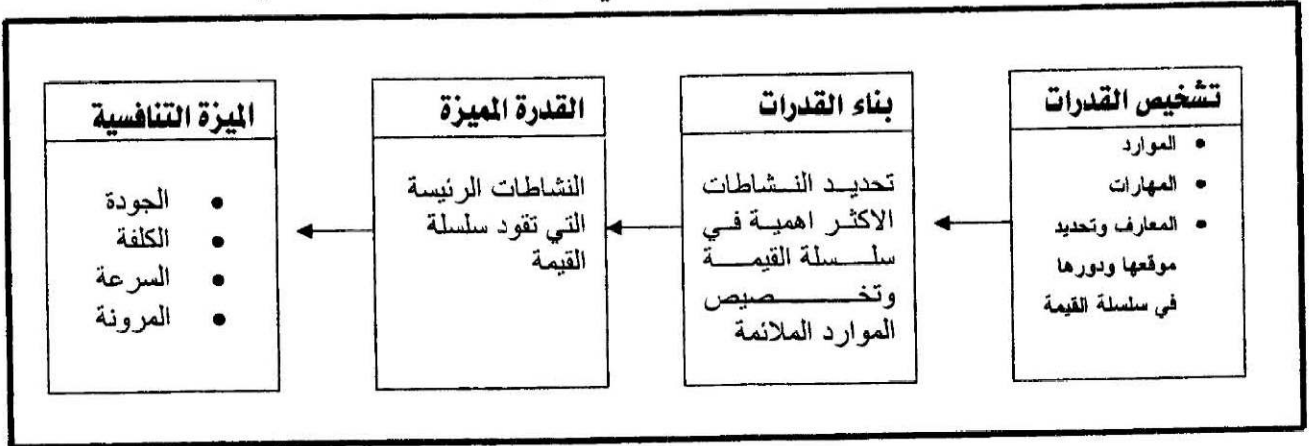 تشخيص القدرات
• الموارد
• المهارات
• المعارف وتحديد
موقعها ودورها
في سلسلة القيمة
بناء القدرات
تحديد النشاطات
الاكثر اهمية في
سلسلة القيمة
وتخصيص
الموارد الملائمة
القدرة المميزة
النشاطات الرئيسة
التي تقود سلسلة
القيمة
الميزة التنافسية
• الجودة
• الكلفة
• السرعة
• المرونة